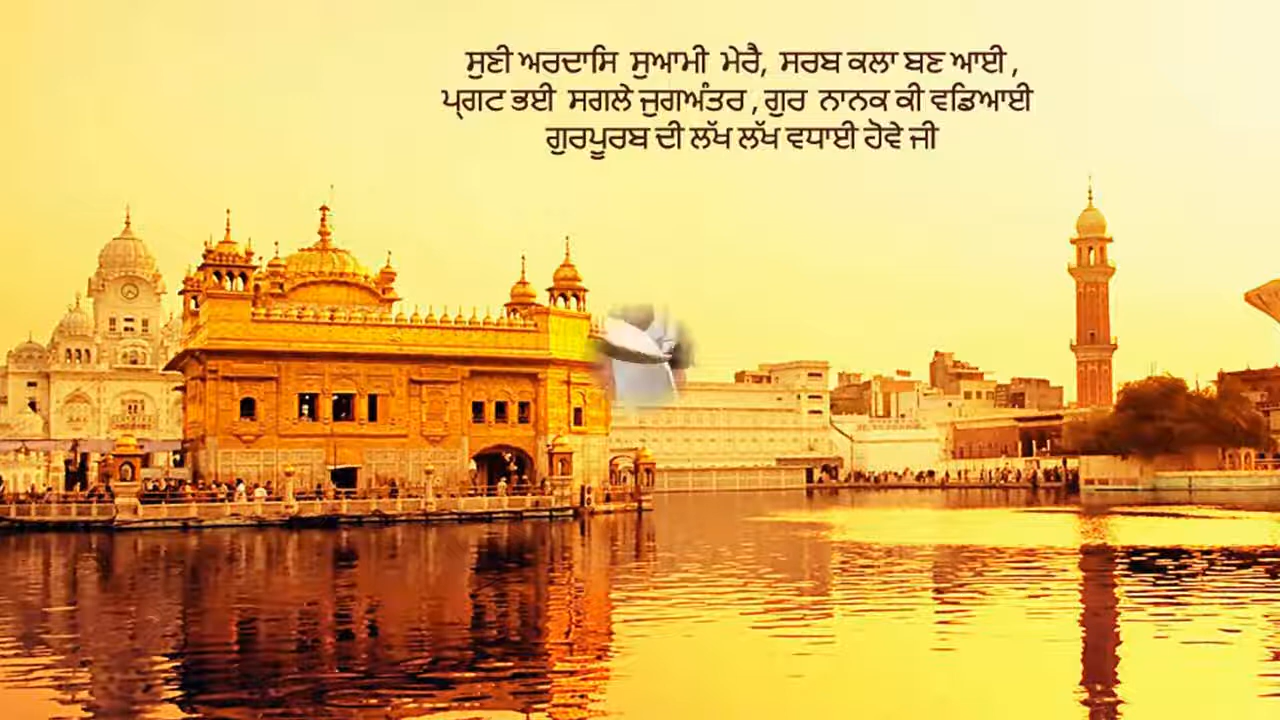 ਸੁਣੀ ਅਰਦਾਸਿ ਸੁਆਮੀ ਮੇਰੈ, ਸਰਬ ਕਲਾ ਬਣ ਆਈ ,
ਪ੍ਰਗਟ ਭਈ ਸਗਲੇ ਜੁਗਅੰਤਰ , ਗੁਰ ਨਾਨਕ ਕੀ ਵਡਿਆਈ
ਗੁਰਪੂਰਬ ਦੀ ਲੱਖ ਲੱਖ ਵਧਾਈ ਹੋਵੇ ਜੀ